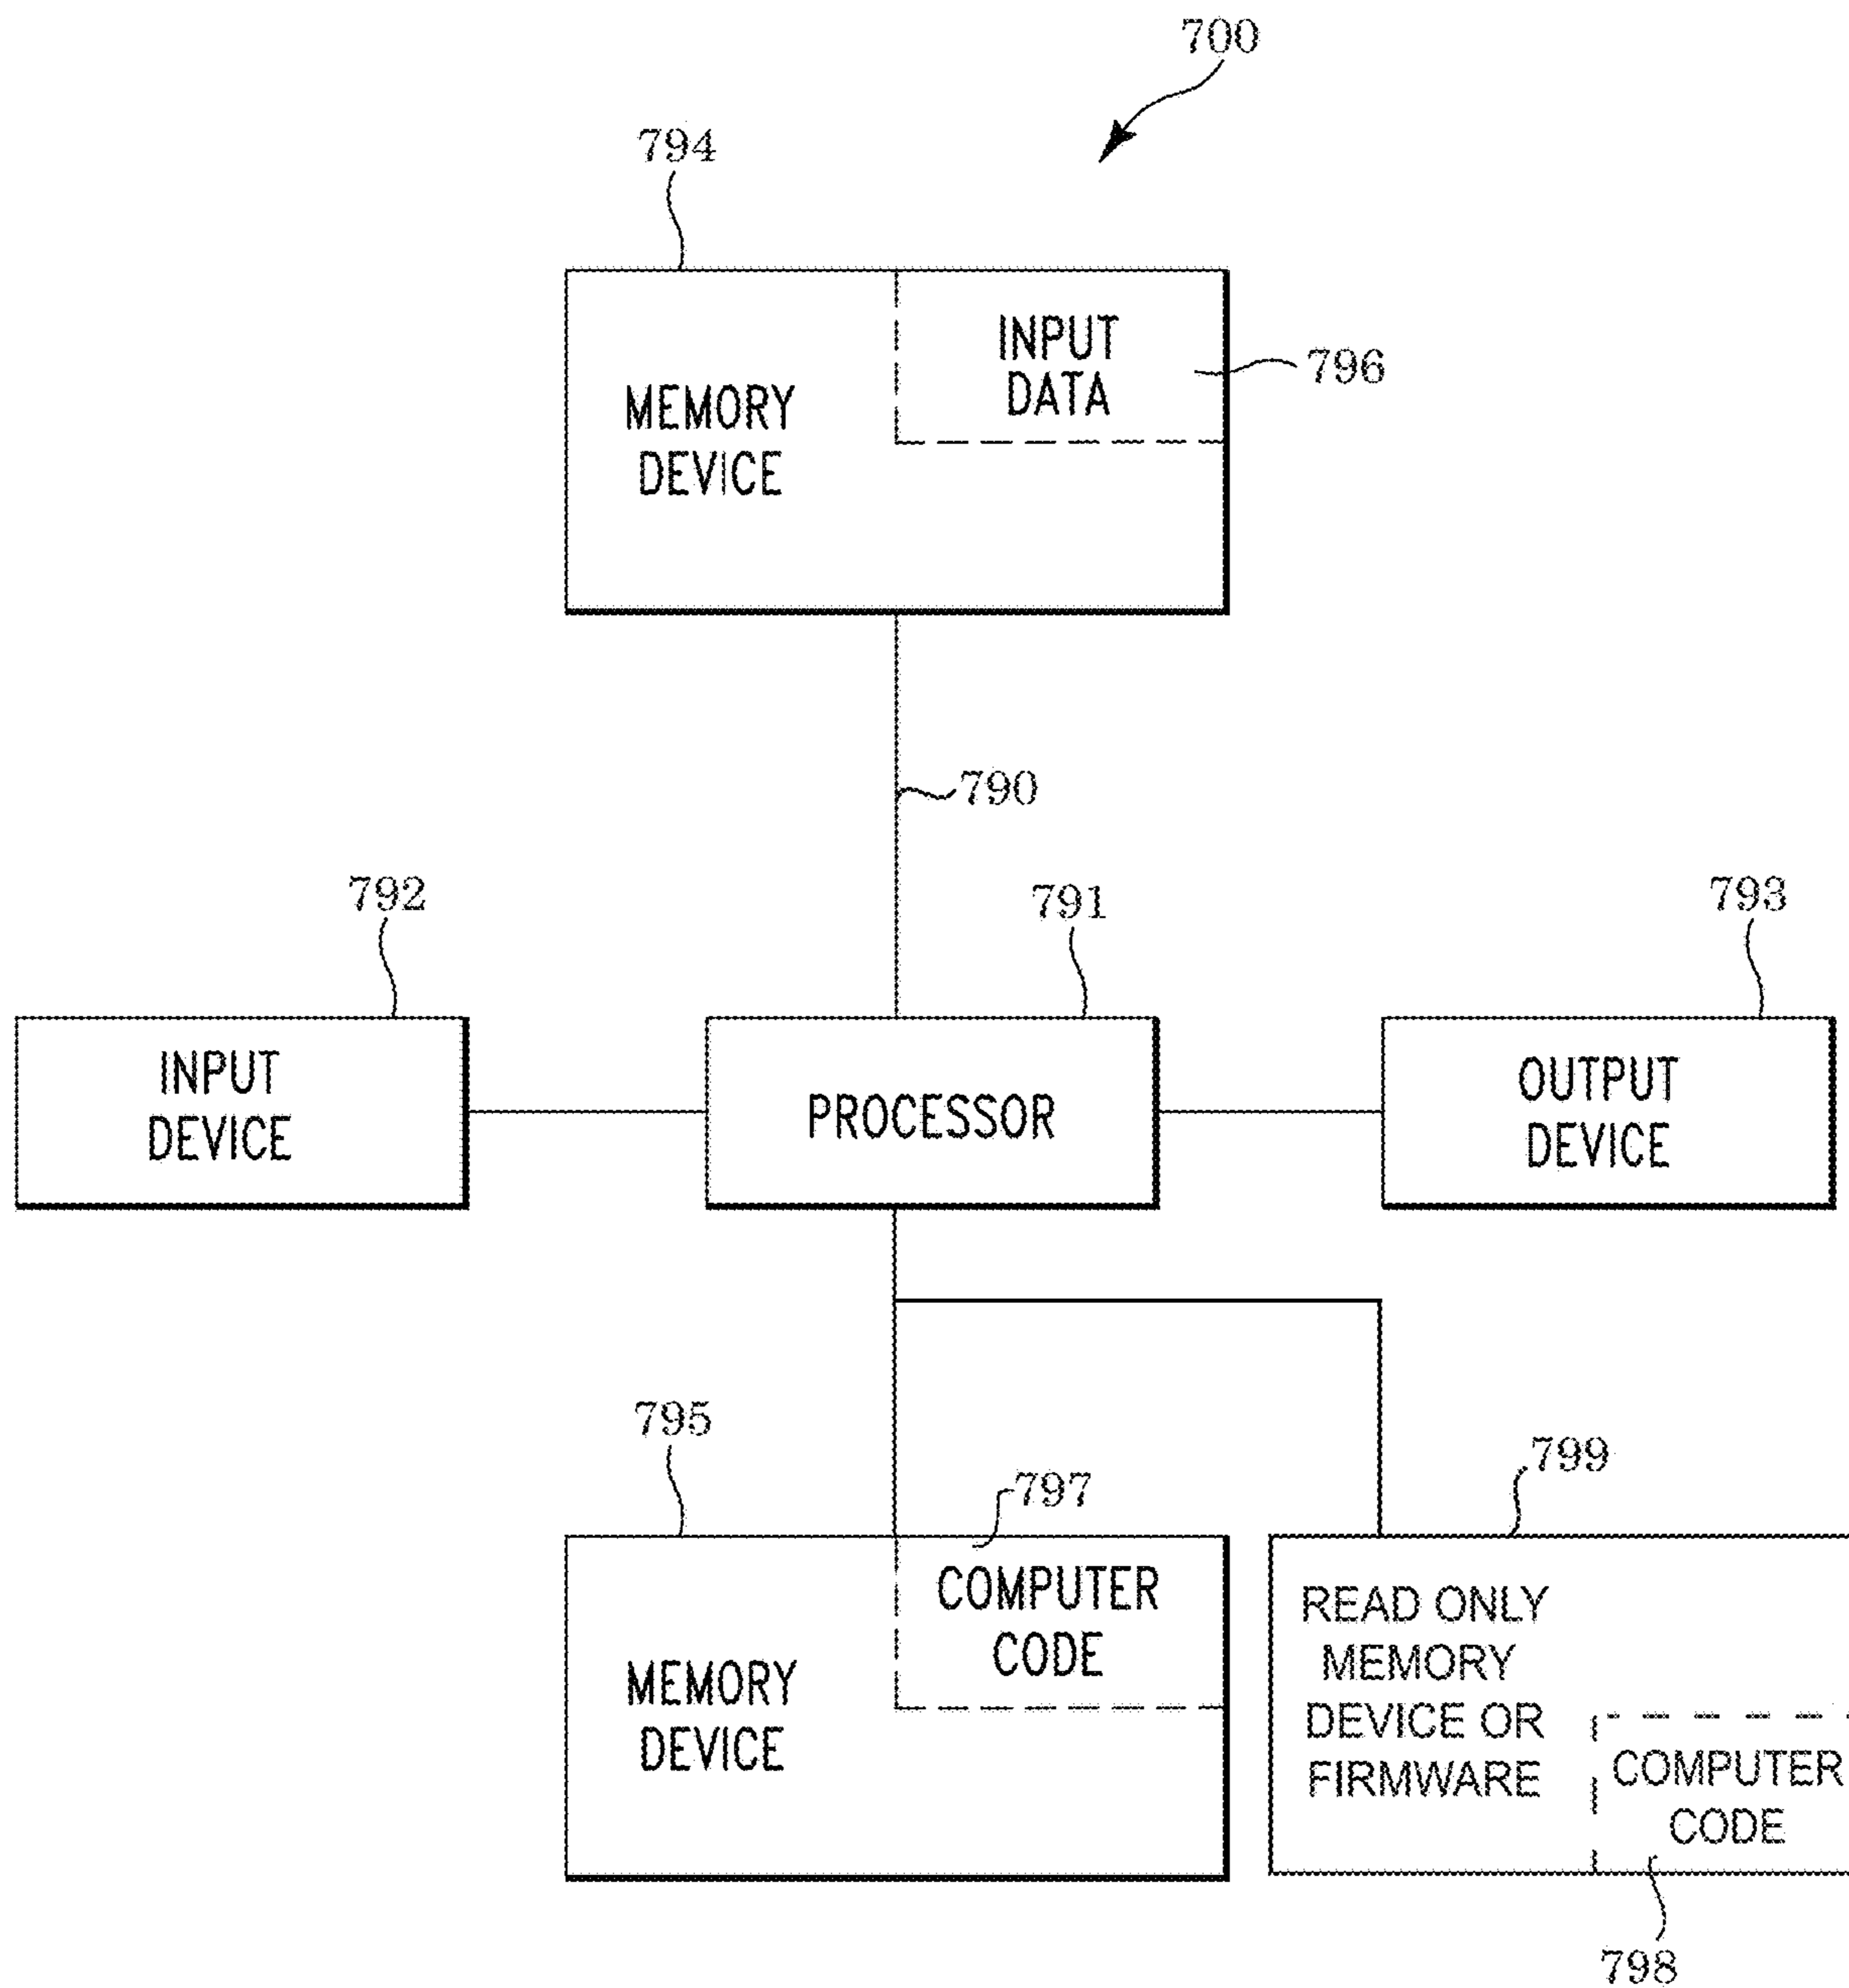 700
794
INPUT
DATA
796
MEMORY
DEVICE
790
792
791
793
INPUT
DEVICE
PROCESSOR
OUTPUT
DEVICE
795
797
799
COMPUTER
CODE
MEMORY
DEVICE
READ ONLY
MEMORY
DEVICE OR
FIRMWARE
COMPUTER
CODE
798